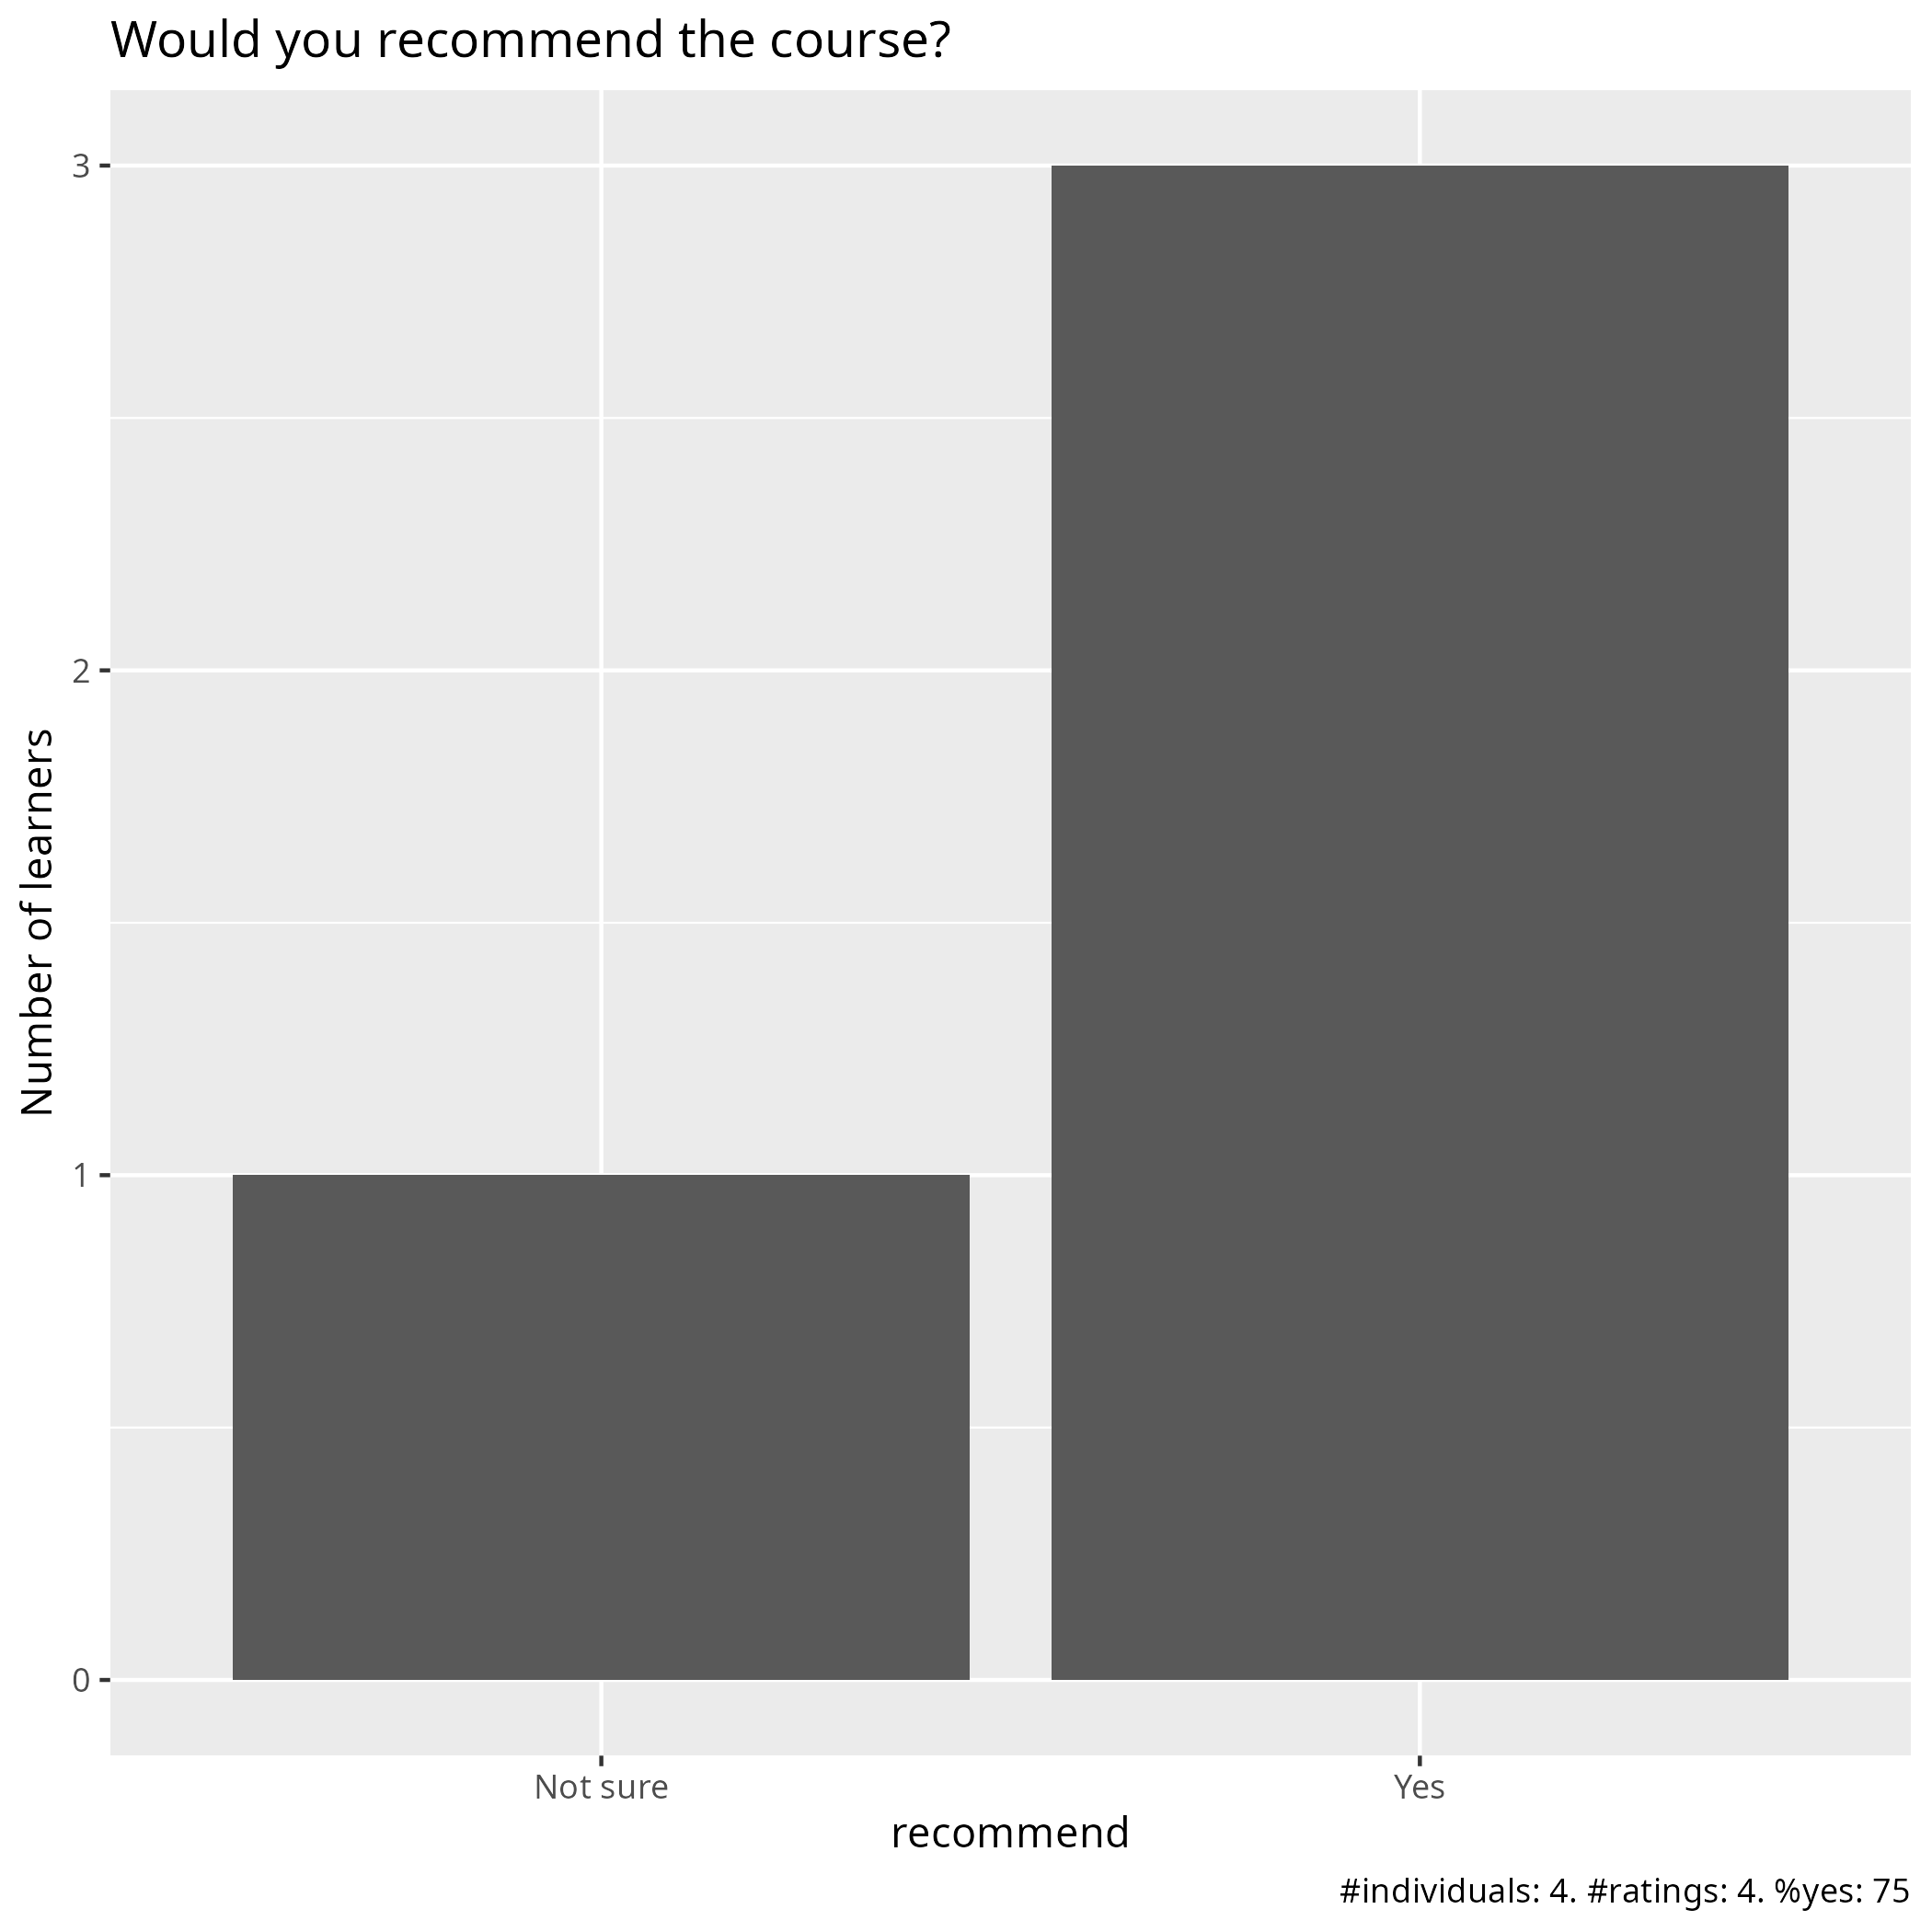 Would you recommend the course?
3
2
1
0
Number of learners
Not sure
Yes
recommend
#individuals: 4. #ratings: 4. %yes: 75